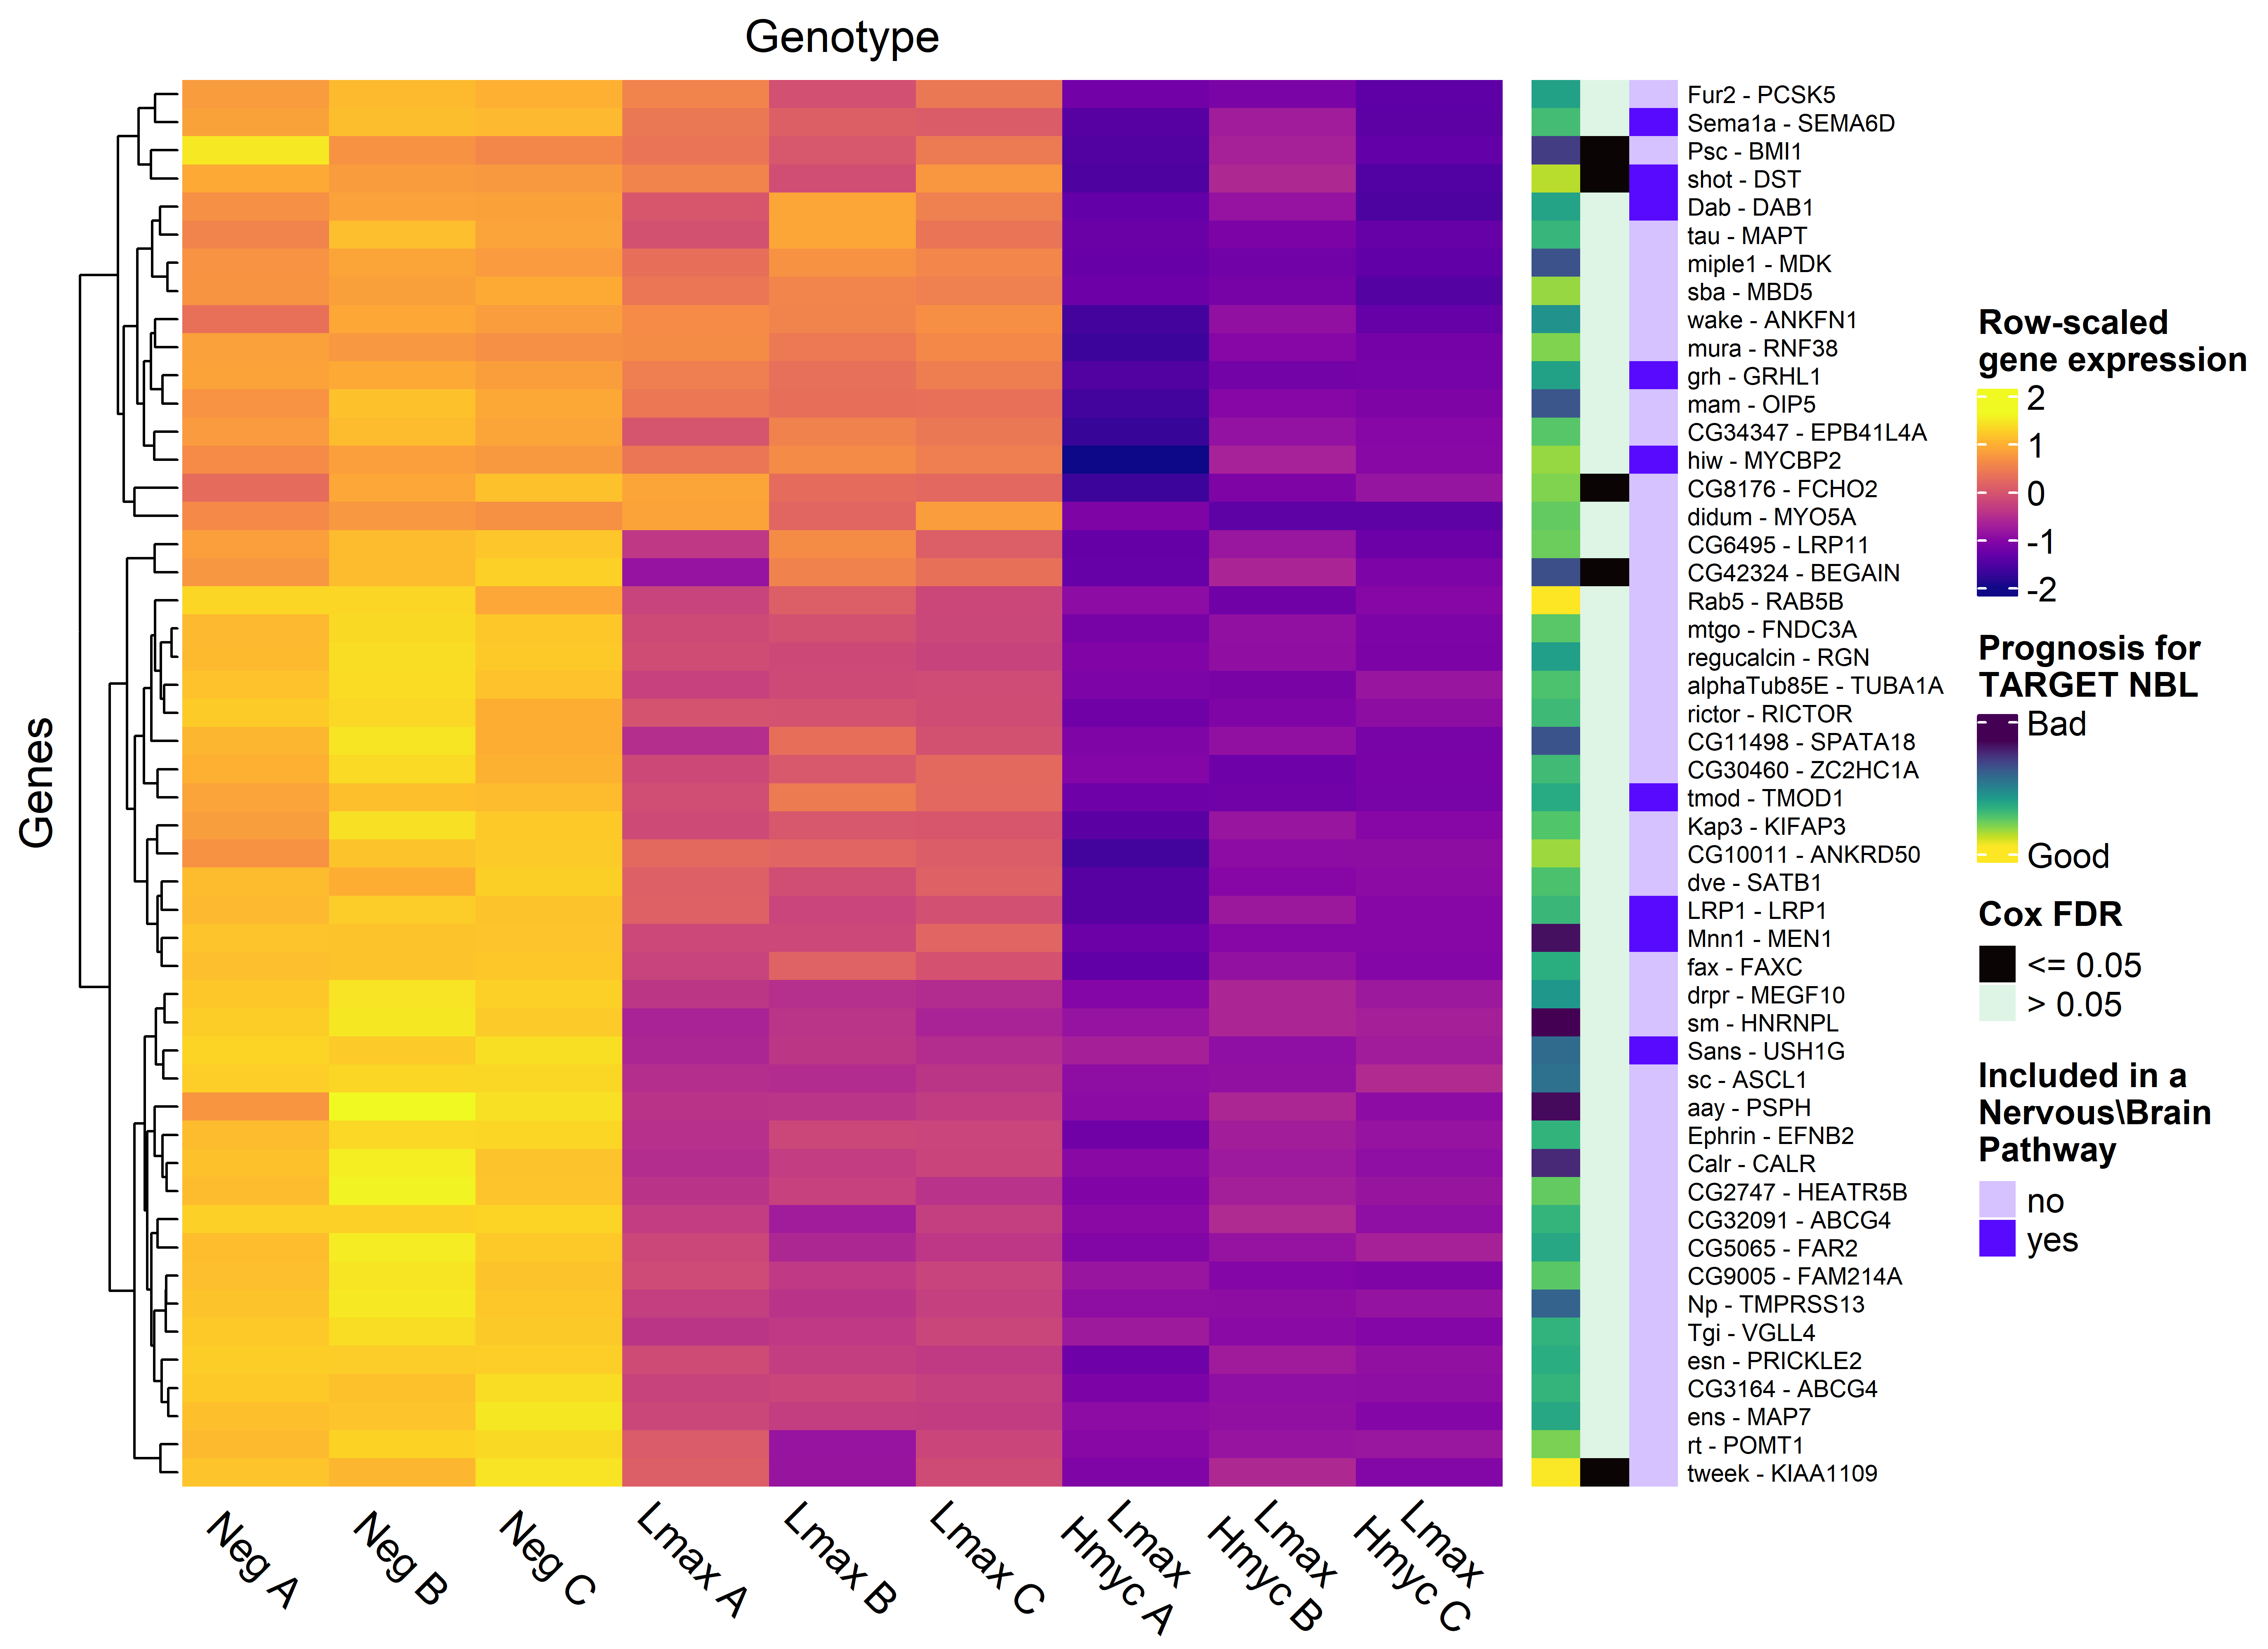 Genotype
Genes
Fur2 - PCSK5
Sema1a - SEMA6D
Psc - BMI1
shot - DST
Dab - DAB1
tau - MAPT
miple1 - MDK
sba - MBD5
wake - ANKFN1
mura - RNF38
grh - GRHL1
mam - OIP5
CG34347 - EPB41L4A
hiw - MYCBP2
CG8176 - FCHO2
didum - MYO5A
CG6495 - LRP11
CG42324 - BEGAIN
Rab5 - RAB5B
mtgo - FNDC3A
regucalcin - RGN
alphaTub85E - TUBA1A
rictor - RICTOR
CG11498 - SPATA18
CG30460 - ZC2HC1A
tmod - TMOD1
Kap3 - KIFAP3
CG10011 - ANKRD50
dve - SATB1
LRP1 - LRP1
Mnn1 - MEN1
fax - FAXC
drpr - MEGF10
sm - HNRNPL
Sans - USH1G
sc - ASCL1
aay - PSPH
Ephrin - EFNB2
Calr - CALR
CG2747 - HEATR5B
CG32091 - ABCG4
CG5065 - FAR2
CG9005 - FAM214A
Np - TMPRSS13
Tgi - VGLL4
esn - PRICKLE2
CG3164 - ABCG4
ens - MAP7
rt - POMT1
tweek - KIAA1109
Neg A
Neg B
Neg C
Lmax A
Lmax B
Lmax C
Lmax
Hmyc A
Lmax
Hmyc B
Lmax
Hmyc C
Row-scaled
gene expression
2
1
0
-1
-2
Prognosis for
TARGET NBL
Bad
Good
Cox FDR
<= 0.05
> 0.05
Included in a
Nervous\Brain
Pathway
no
yes